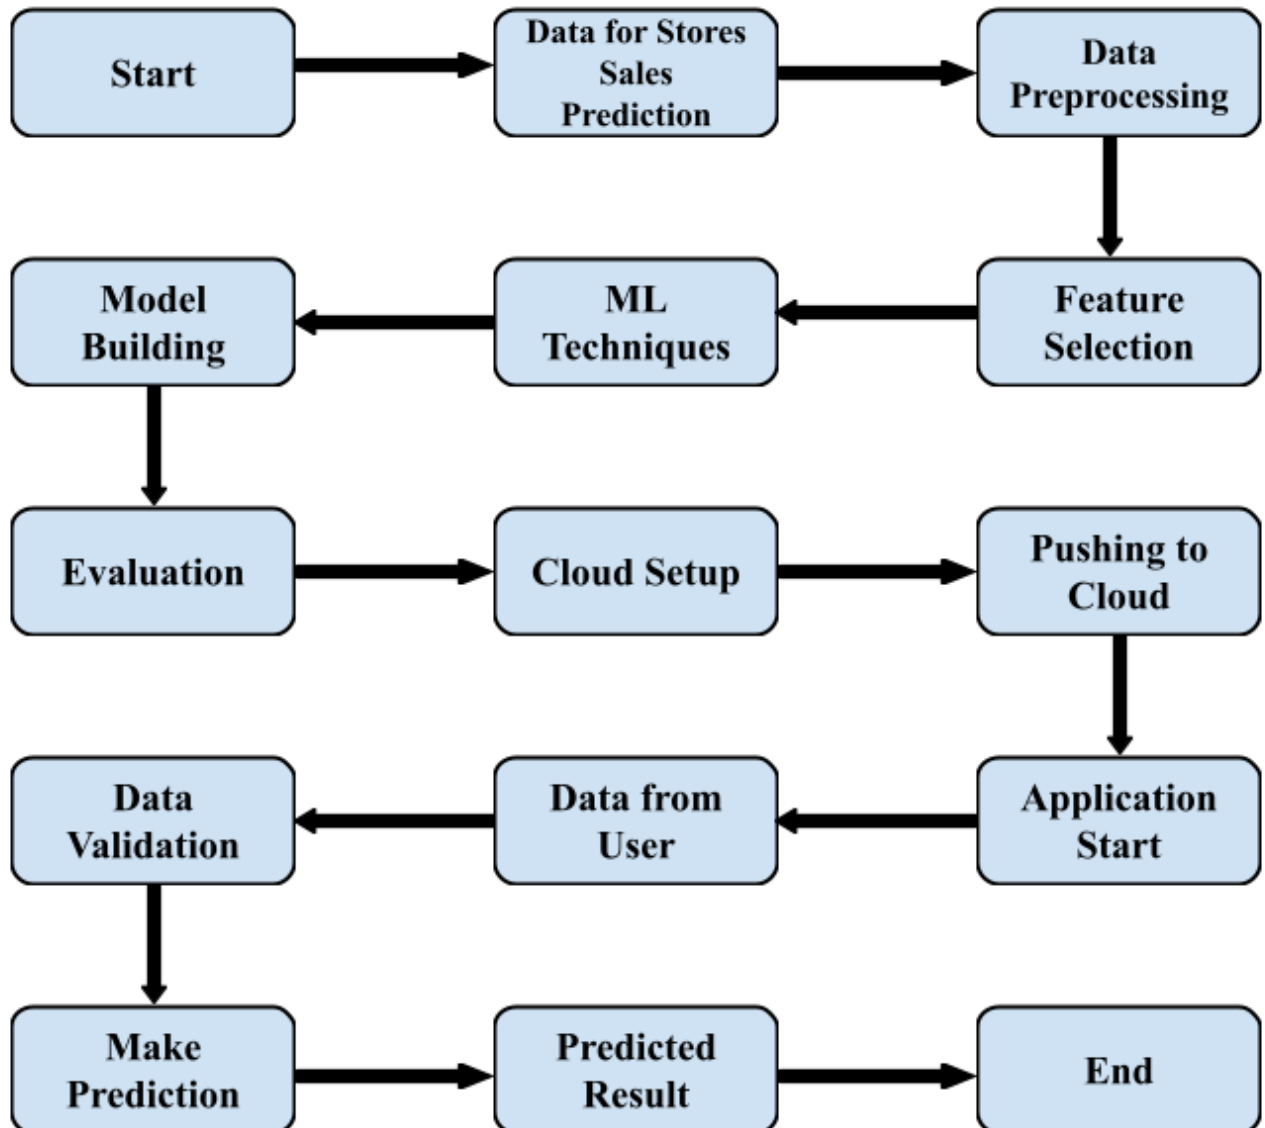 Start
Data for Stores
Sales
Prediction
Data
Preprocessing
Model
Building
ML
Techniques
Feature
Selection
Evaluation
Cloud Setup
Pushing to
Cloud
Data
Validation
Data from
User
Application
Start
Make
Prediction
Predicted
Result
End